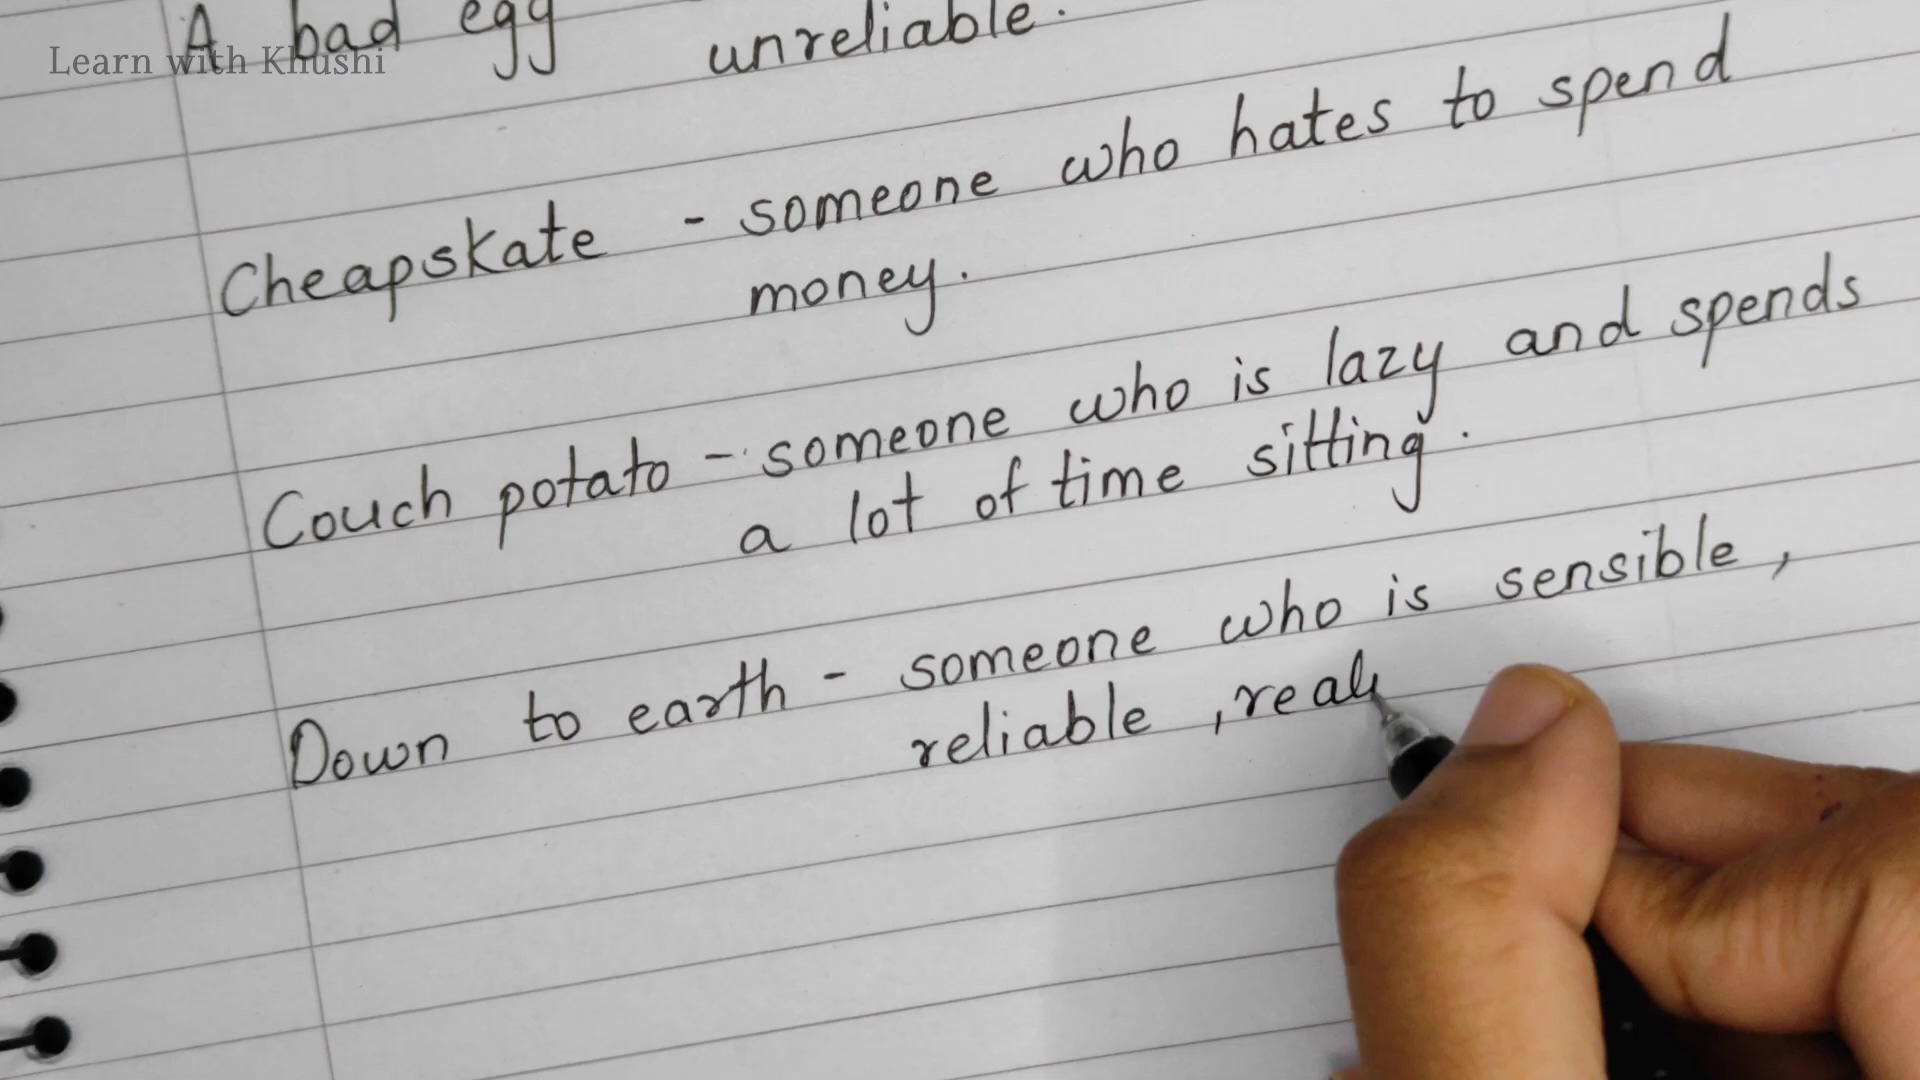 A bad egg unreliable.
Learn with Khushi
Cheapskate - someone who hates to spend
money.
Couch potato - someone who is lazy and spends
a lot of time sitting.
Down to earth - someone who is sensible,
reliable, real